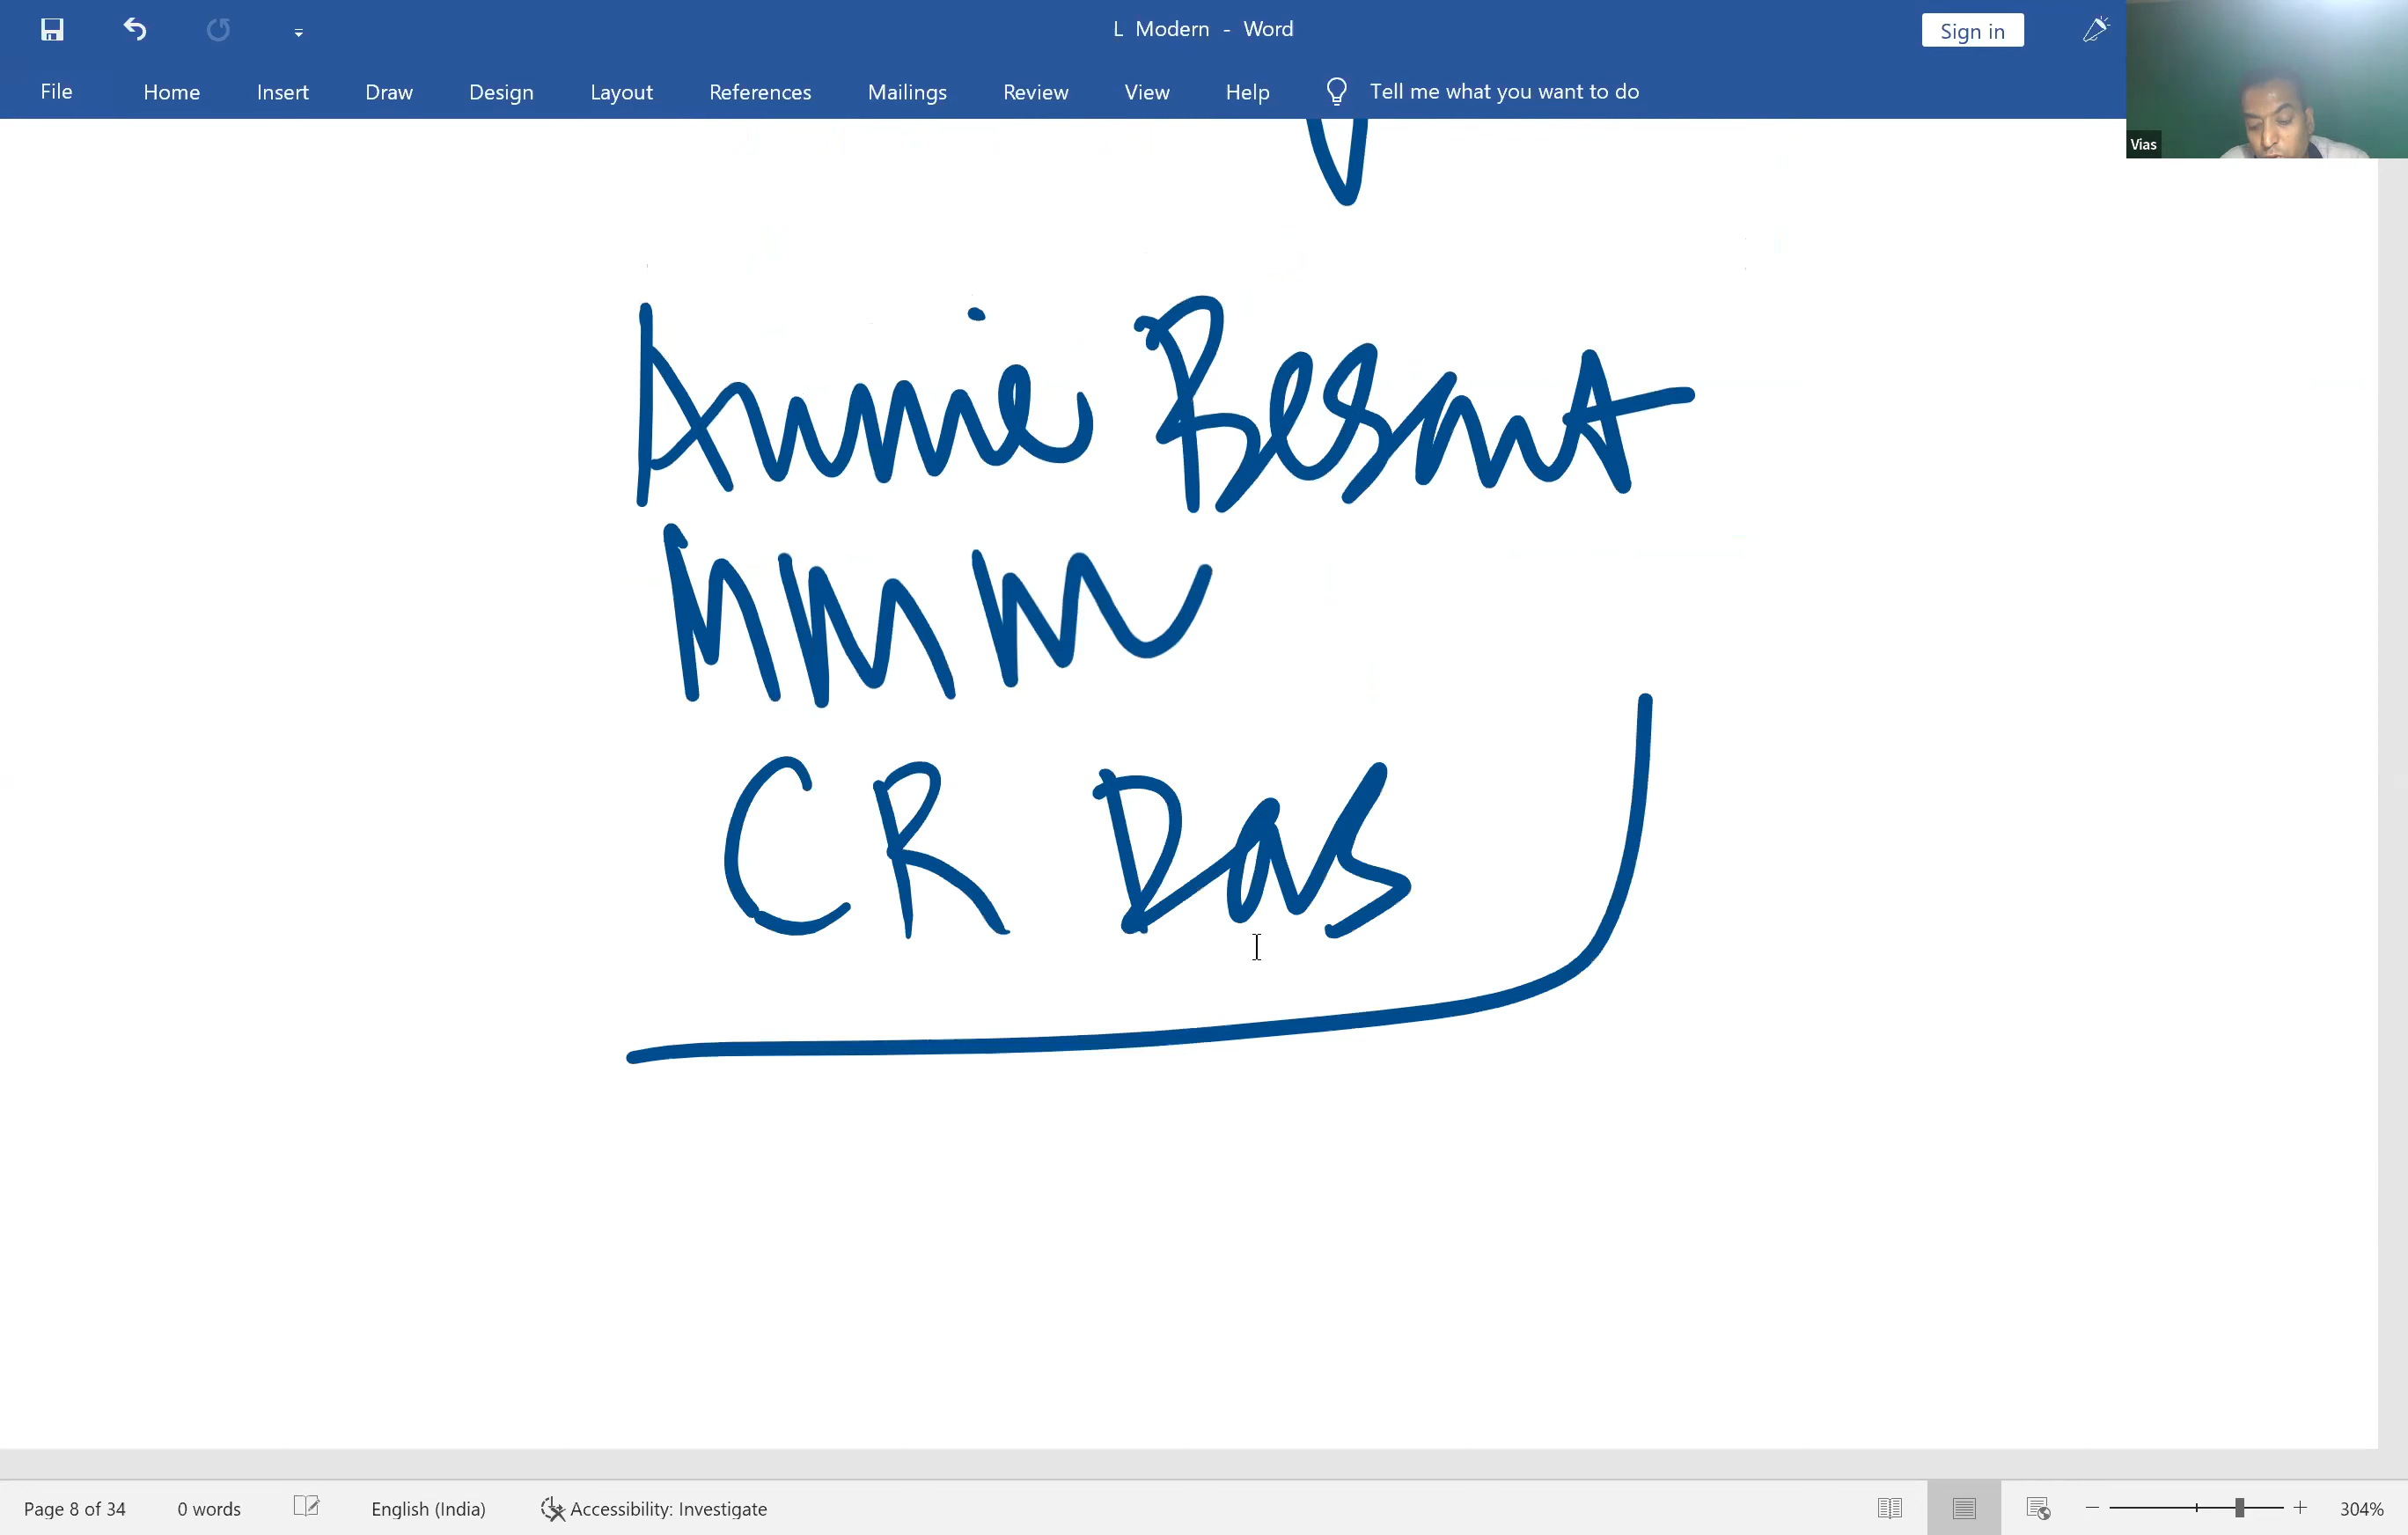 L Modern - Word
Sign in
Vias
File Home Insert Draw Design Layout References Mailings Review View Help Tell me what you want to do
Annie Besant
MMM
CR Das
Page 8 of 34 0 words English (India) Accessibility: Investigate 304%